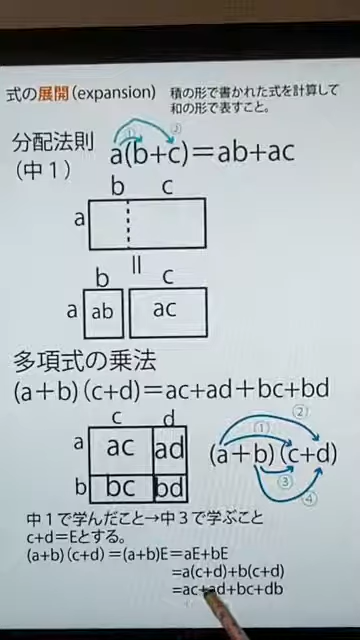 式の展開(expansion) 積の形で書かれた式を計算して
和の形で表すこと。
分配法則
(中1)
① ②
a(b+c)=ab+ac
b c
a
=
b c
a ab ac
多項式の乗法
(a+b)(c+d)=ac+ad+bc+bd
c d
a ac ad
b bc bd
① ②
(a+b)(c+d)
③ ④
中1で学んだこと→中3で学ぶこと
c+d=Eとする。
(a+b)(c+d)=(a+b)E=aE+bE
=a(c+d)+b(c+d)
=ac+ad+bc+db